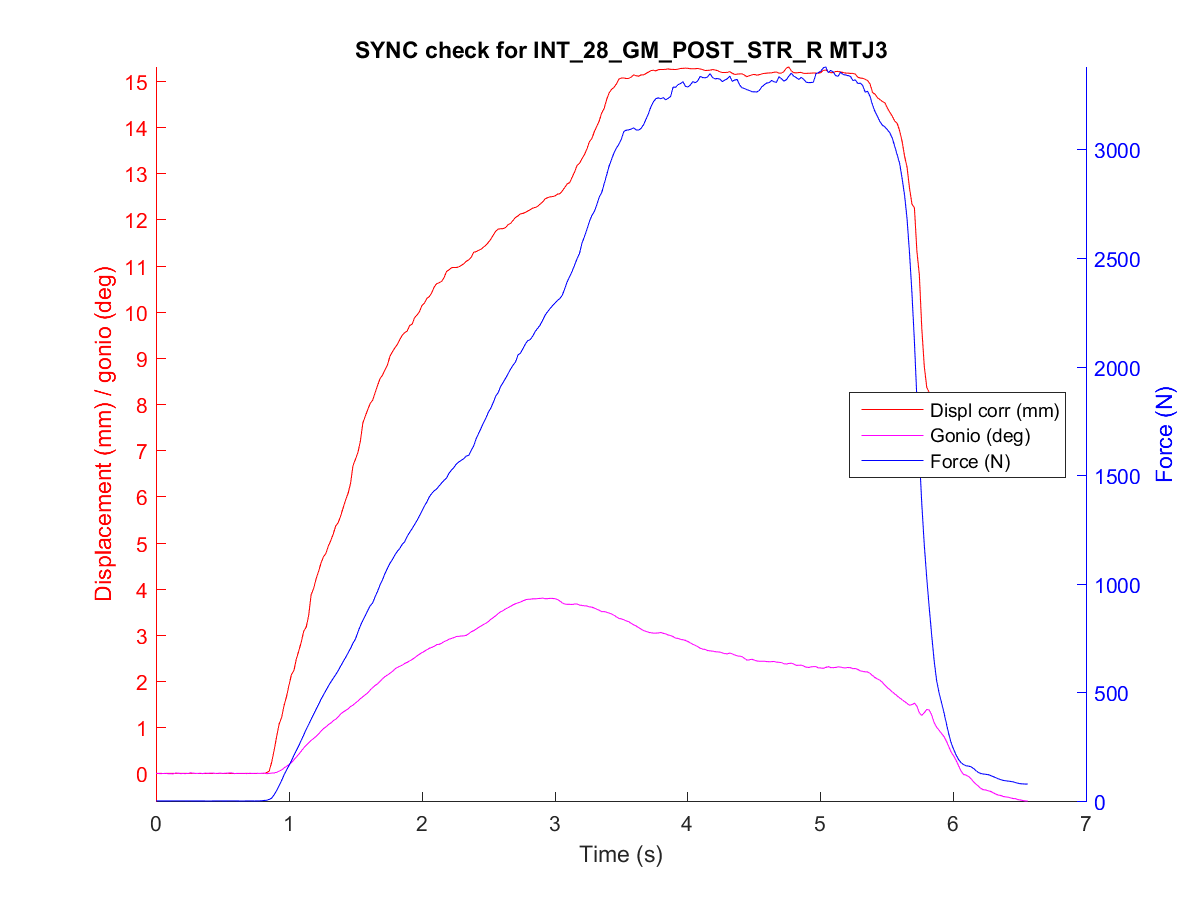 SYNC check for INT_28_GM_POST_STR_R MTJ3
15
14
13
12
11
10
9
8
7
6
5
4
3
2
1
0
Displacement (mm) / gonio (deg)
3000
2500
2000
1500
1000
500
0
Force (N)
Displ corr (mm)
Gonio (deg)
Force (N)
0 1 2 3 4 5 6 7
Time (s)